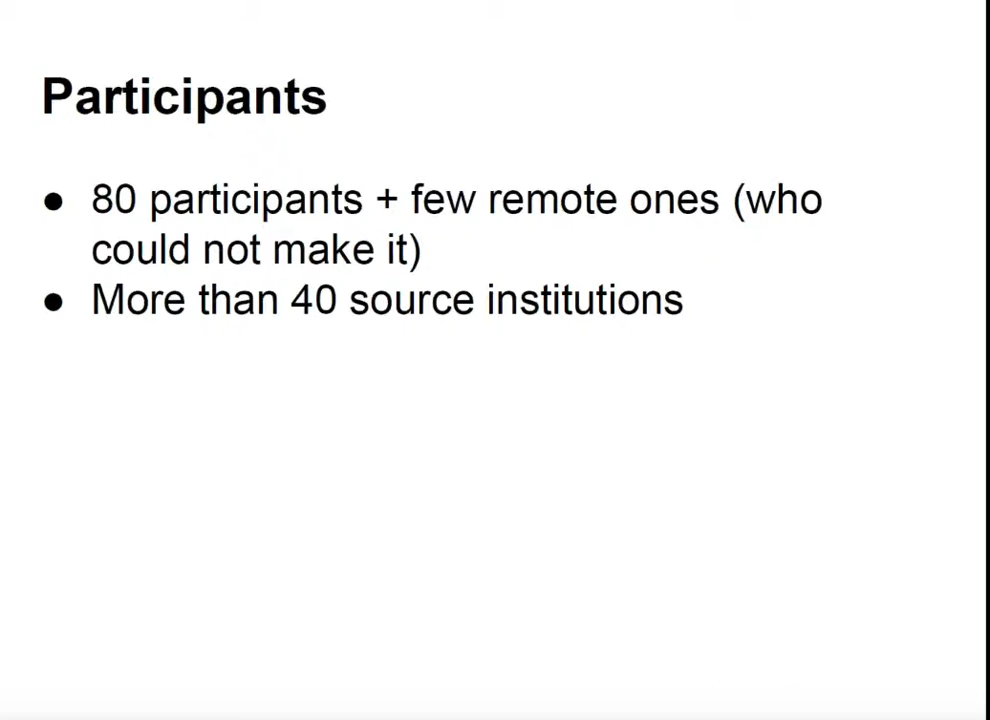 Participants
● 80 participants + few remote ones (who
could not make it)
● More than 40 source institutions